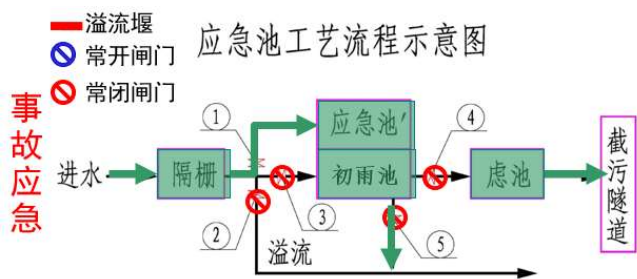 溢流堰
常开闸门
常闭闸门
应急池工艺流程示意图
事故应急
进水
隔栅
应急池'
初雨池
虑池
截污隧道
①
②
③
④
⑤
溢流